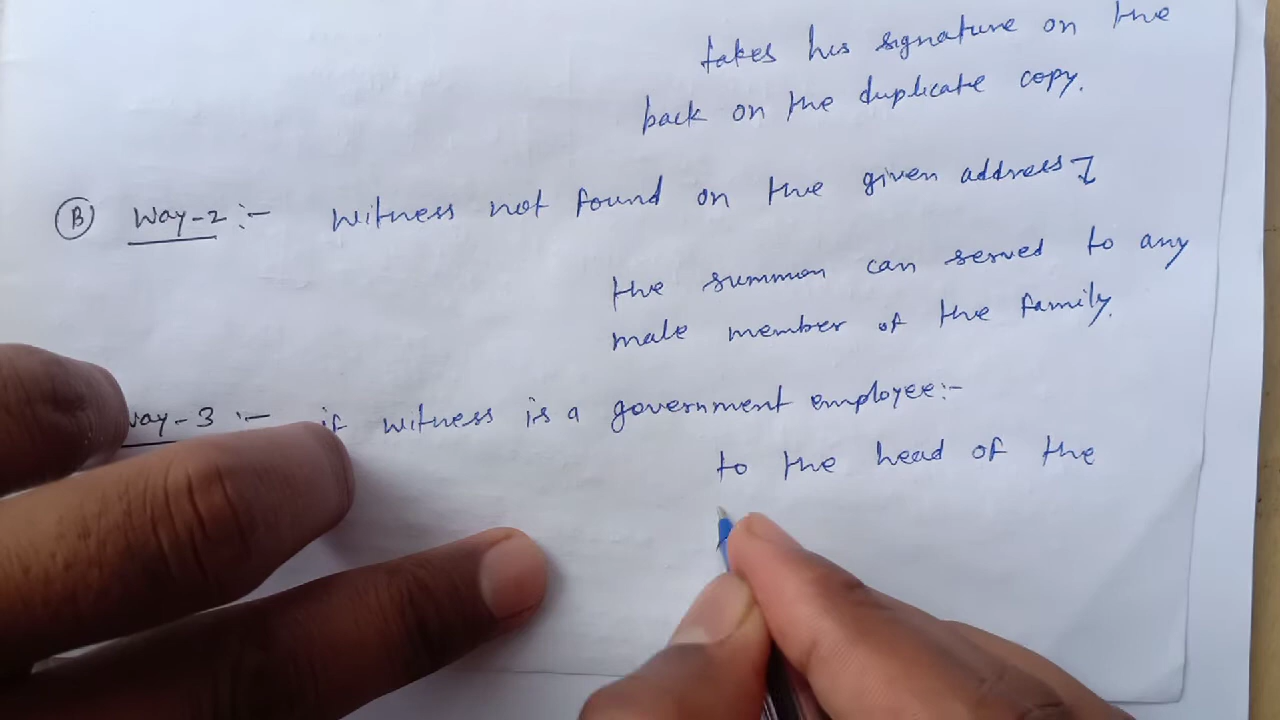 takes his signature on the
back on the duplicate copy.
(B) Way-2:- Witness not found on the given address
the summon can served to any
male member of the family.
way-3:- if witness is a government employee:-
to the head of the